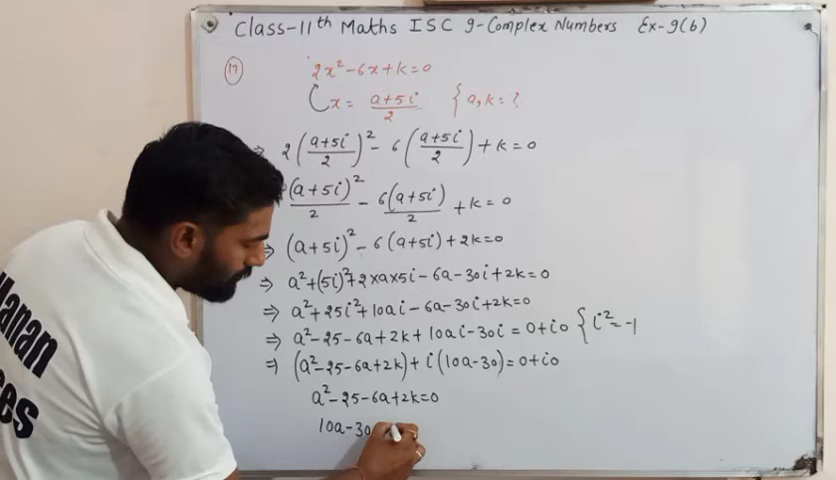 Class-11th Maths ISC 9-Complex Numbers Ex-9(b)
17
2x²-6x+k=0
x= (a+5i)/2 {a,k=?
⇒ 2((a+5i)/2)² - 6((a+5i)/2)+k=0
(a+5i)²/2 - 6(a+5i)/2 +k=0
⇒ (a+5i)²-6(a+5i)+2k=0
⇒ a²+(5i)²+2×a×5i-6a-30i+2k=0
⇒ a²+25i²+10ai-6a-30i+2k=0
⇒ a²-25-6a+2k+10ai-30i=0+i0 {i²=-1
⇒ (a²-25-6a+2k)+i(10a-30)=0+i0
a²-25-6a+2k=0
10a-30